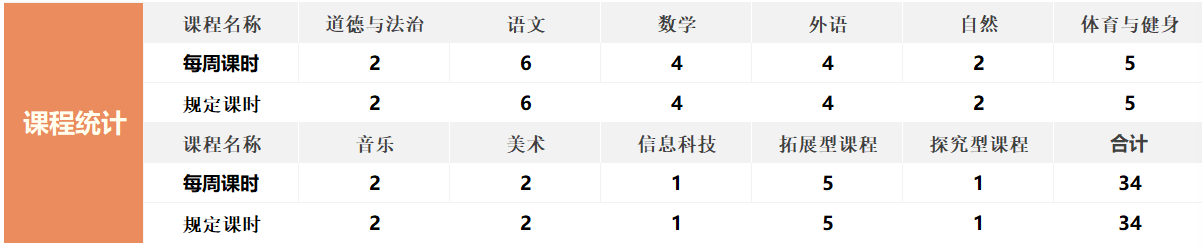 课程统计
课程名称 道德与法治 语文 数学 外语 自然 体育与健身
每周课时 2 6 4 4 2 5
规定课时 2 6 4 4 2 5
课程名称 音乐 美术 信息科技 拓展型课程 探究型课程 合计
每周课时 2 2 1 5 1 34
规定课时 2 2 1 5 1 34